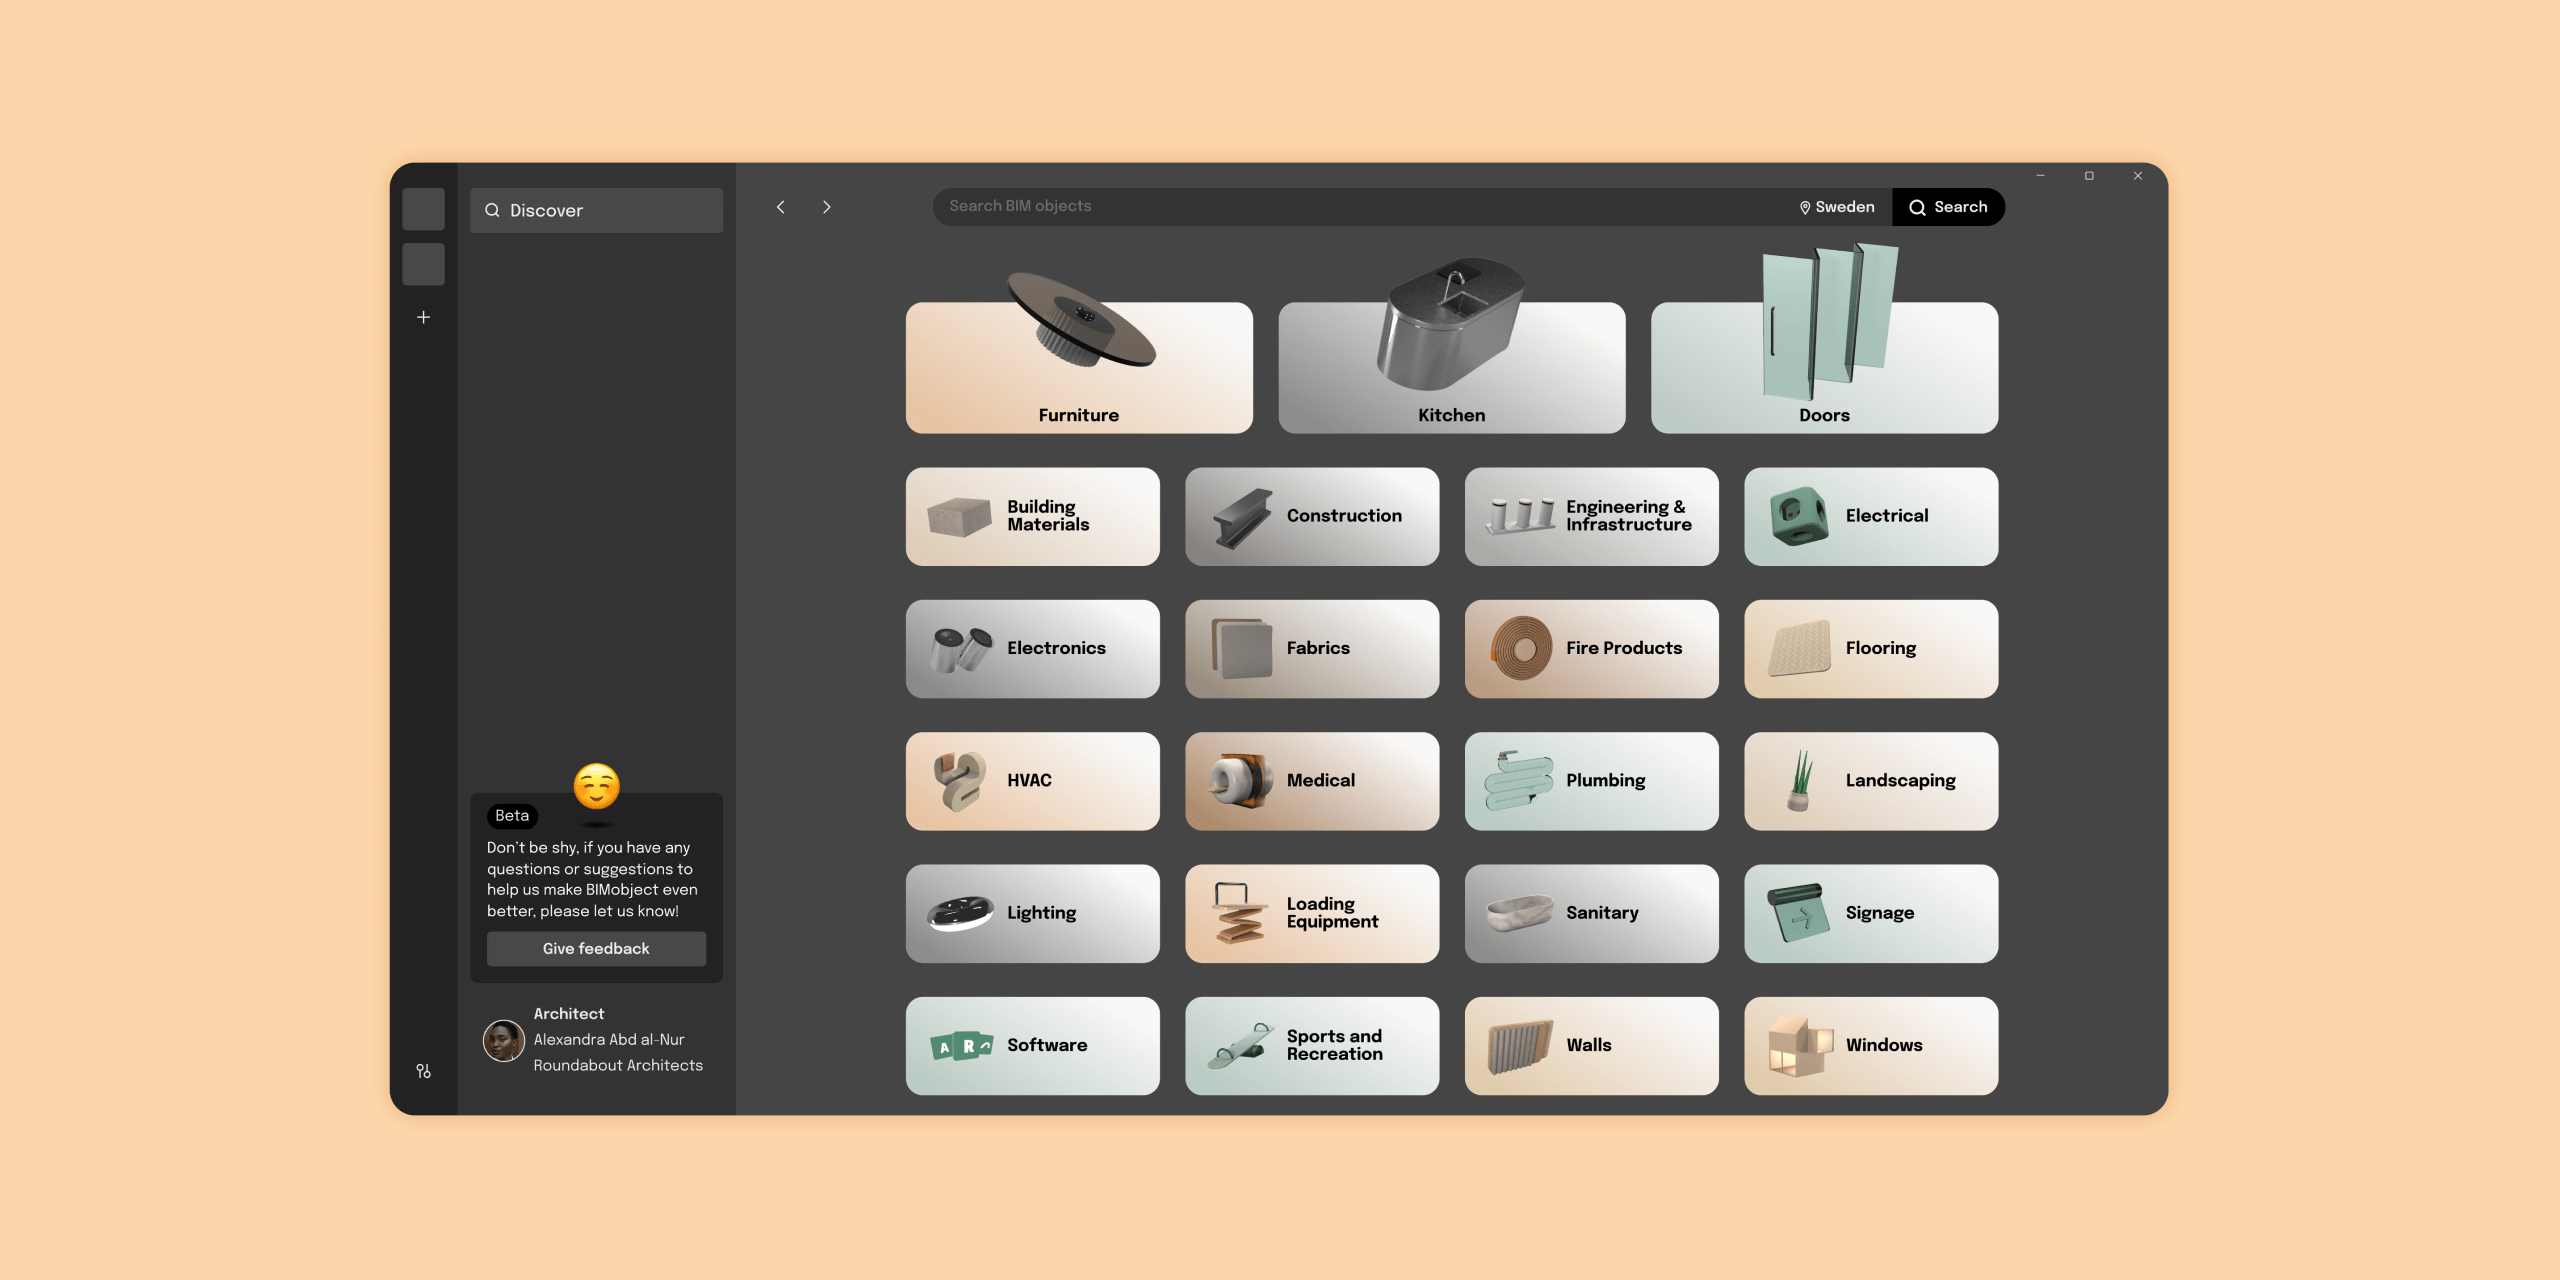 Discover
Search BIM objects
Sweden
Search
Furniture
Kitchen
Doors
Building
Materials
Construction
Engineering &
Infrastructure
Electrical
Electronics
Fabrics
Fire Products
Flooring
HVAC
Medical
Plumbing
Landscaping
Lighting
Loading
Equipment
Sanitary
Signage
A R
Software
Sports and
Recreation
Walls
Windows
Beta
Don’t be shy, if you have any
questions or suggestions to
help us make BIMobject even
better, please let us know!
Give feedback
Architect
Alexandra Abd al-Nur
Roundabout Architects